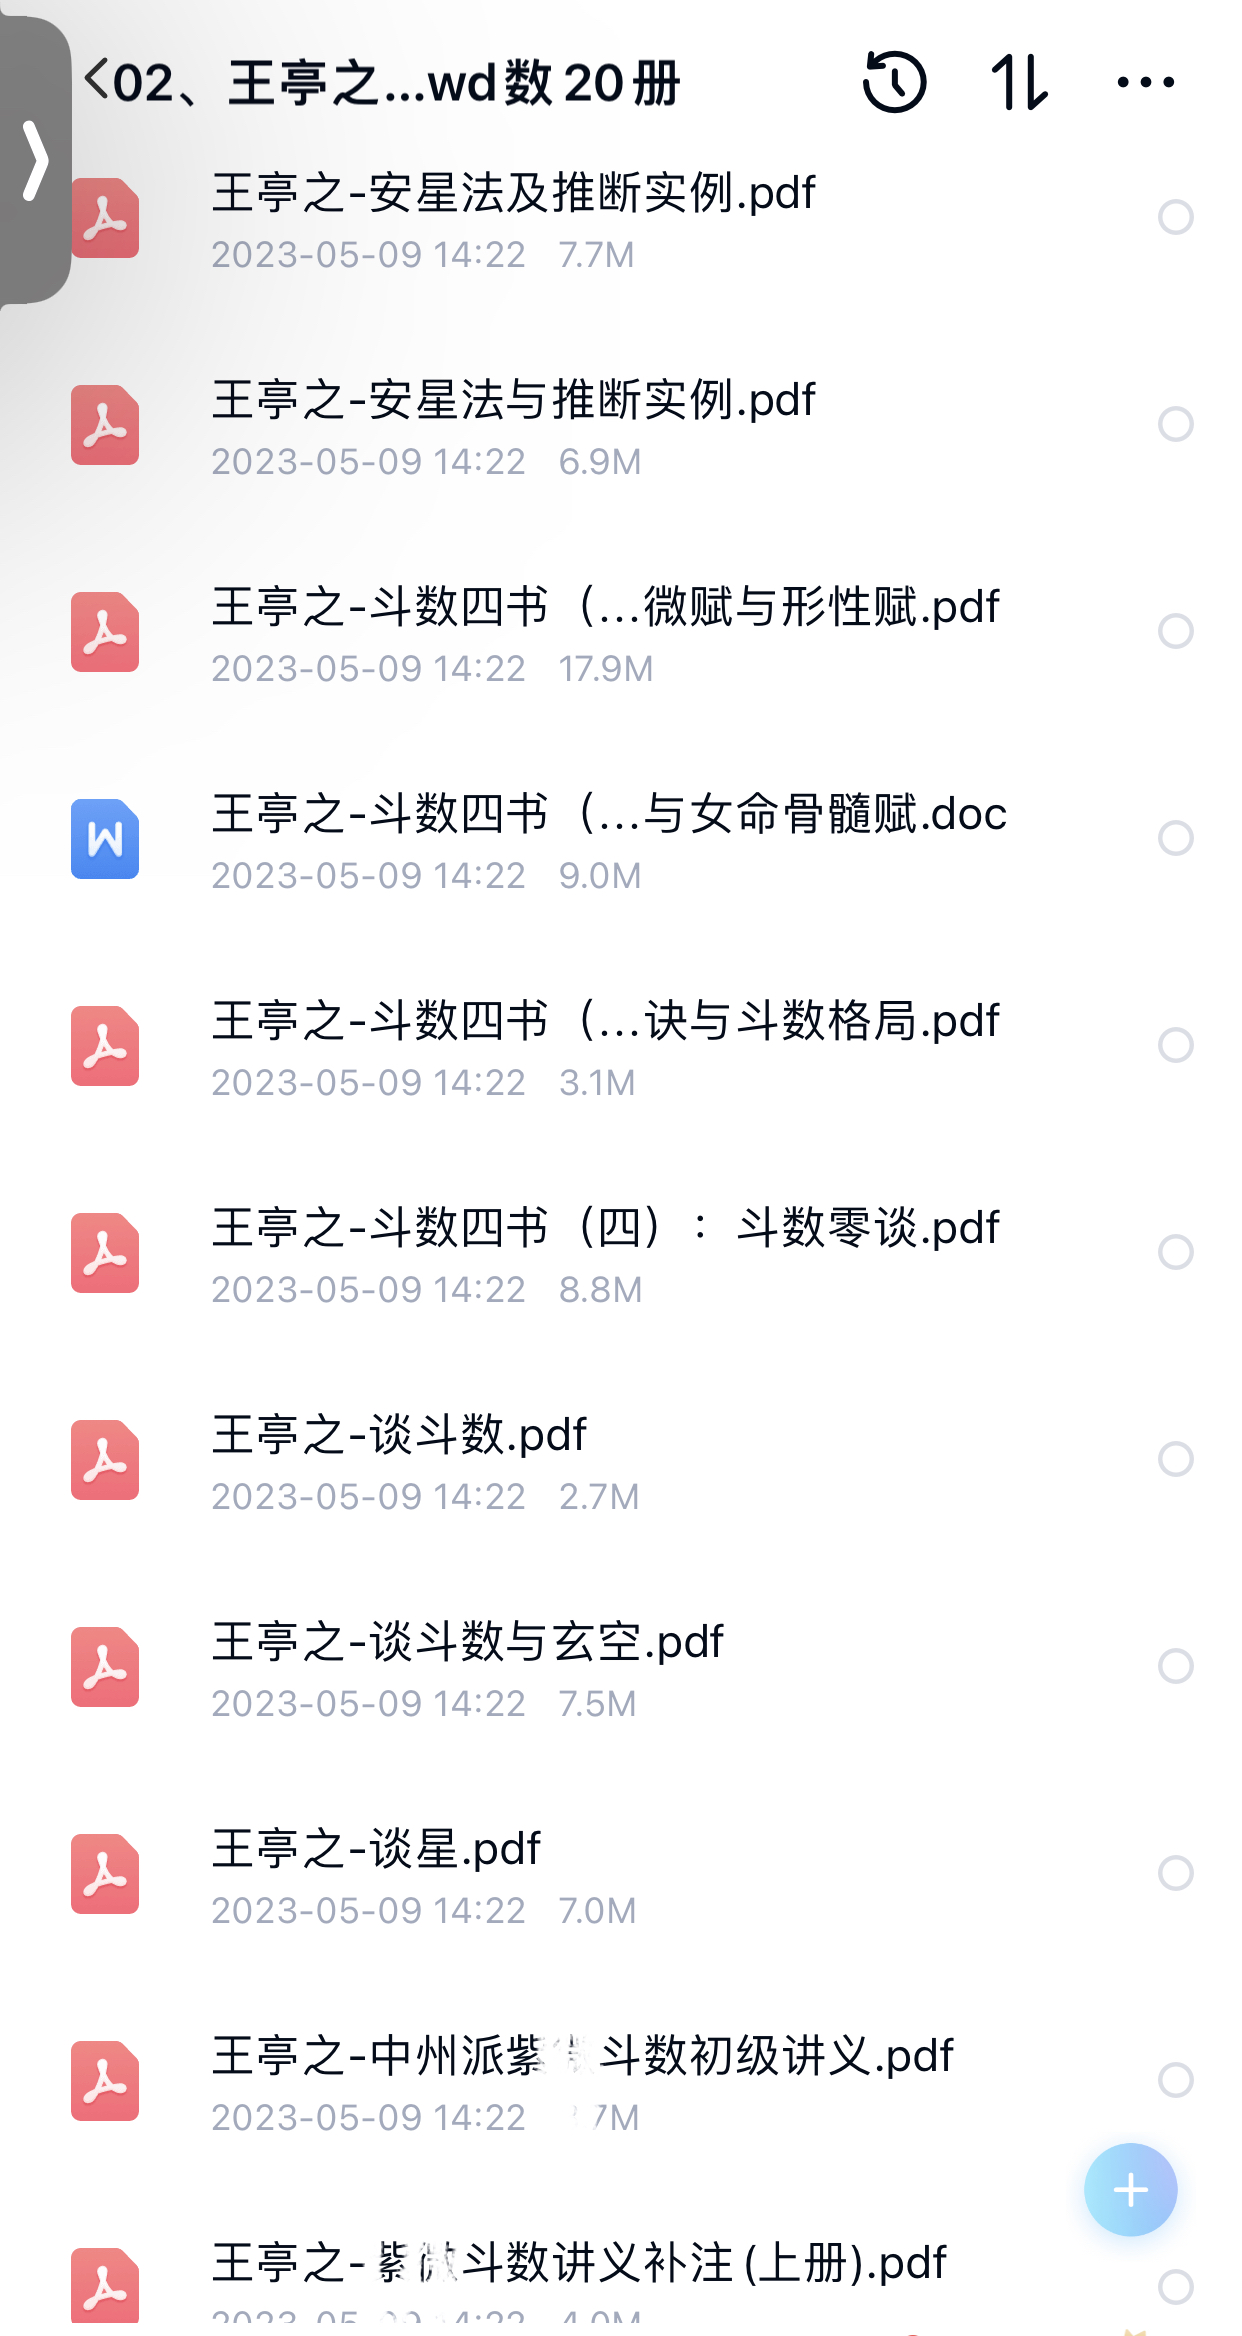 02、王亭之...wd数20册
王亭之-安星法及推断实例.pdf
2023-05-09 14:22 7.7M
王亭之-安星法与推断实例.pdf
2023-05-09 14:22 6.9M
王亭之-斗数四书（...微赋与形性赋.pdf
2023-05-09 14:22 17.9M
王亭之-斗数四书（...与女命骨髓赋.doc
2023-05-09 14:22 9.0M
王亭之-斗数四书（...诀与斗数格局.pdf
2023-05-09 14:22 3.1M
王亭之-斗数四书（四）：斗数零谈.pdf
2023-05-09 14:22 8.8M
王亭之-谈斗数.pdf
2023-05-09 14:22 2.7M
王亭之-谈斗数与玄空.pdf
2023-05-09 14:22 7.5M
王亭之-谈星.pdf
2023-05-09 14:22 7.0M
王亭之-中州派紫微斗数初级讲义.pdf
2023-05-09 14:22 7M
王亭之-紫微斗数讲义补注(上册).pdf
2023-05-09 14:22 4.0M